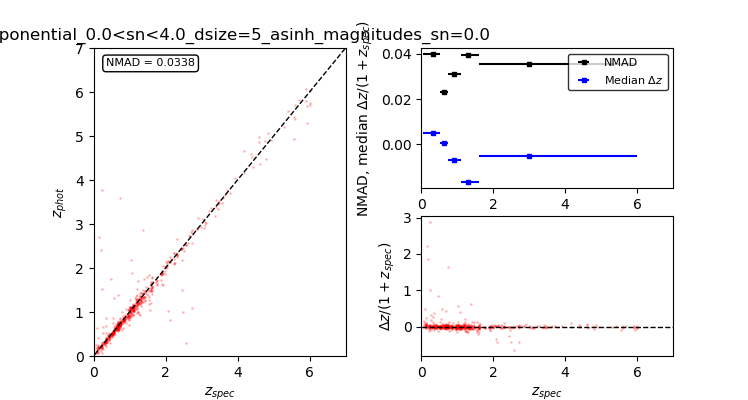 ponential_0.0<sn<4.0_dsize=5_asinh_magnitudes_sn=0.0
NMAD = 0.0338
z_phot
7
6
5
4
3
2
1
0
0 2 4 6
z_spec
NMAD, median Δz/(1 + z_spec)
0.04
0.02
0.00
NMAD
Median Δz
0 2 4 6
Δz/(1 + z_spec)
3
2
1
0
0 2 4 6
z_spec